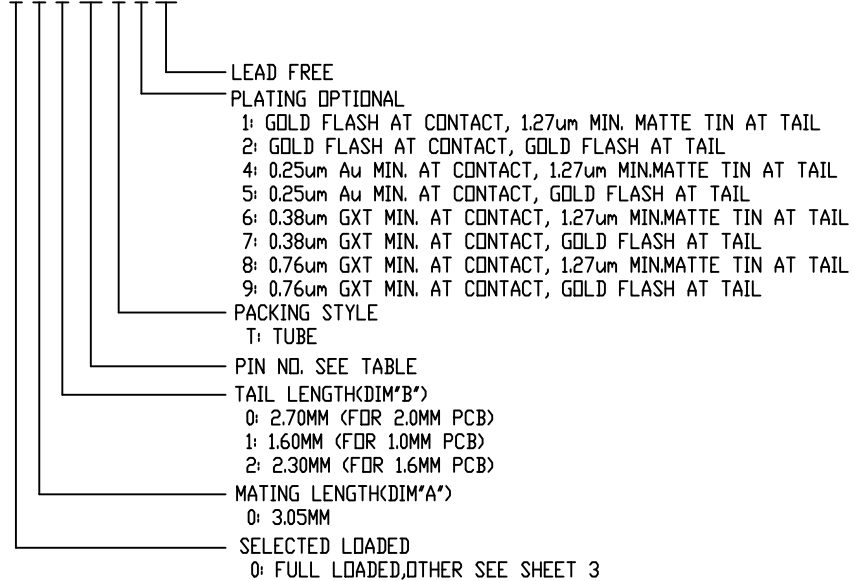 LEAD FREE
PLATING OPTIONAL
1: GOLD FLASH AT CONTACT, 1.27um MIN. MATTE TIN AT TAIL
2: GOLD FLASH AT CONTACT, GOLD FLASH AT TAIL
4: 0.25um Au MIN. AT CONTACT, 1.27um MIN.MATTE TIN AT TAIL
5: 0.25um Au MIN. AT CONTACT, GOLD FLASH AT TAIL
6: 0.38um GXT MIN. AT CONTACT, 1.27um MIN.MATTE TIN AT TAIL
7: 0.38um GXT MIN. AT CONTACT, GOLD FLASH AT TAIL
8: 0.76um GXT MIN. AT CONTACT, 1.27um MIN.MATTE TIN AT TAIL
9: 0.76um GXT MIN. AT CONTACT, GOLD FLASH AT TAIL
PACKING STYLE
T: TUBE
PIN NO. SEE TABLE
TAIL LENGTH(DIM"B")
0: 2.70MM (FOR 2.0MM PCB)
1: 1.60MM (FOR 1.0MM PCB)
2: 2.30MM (FOR 1.6MM PCB)
MATING LENGTH(DIM"A")
0: 3.05MM
SELECTED LOADED
0: FULL LOADED,OTHER SEE SHEET 3